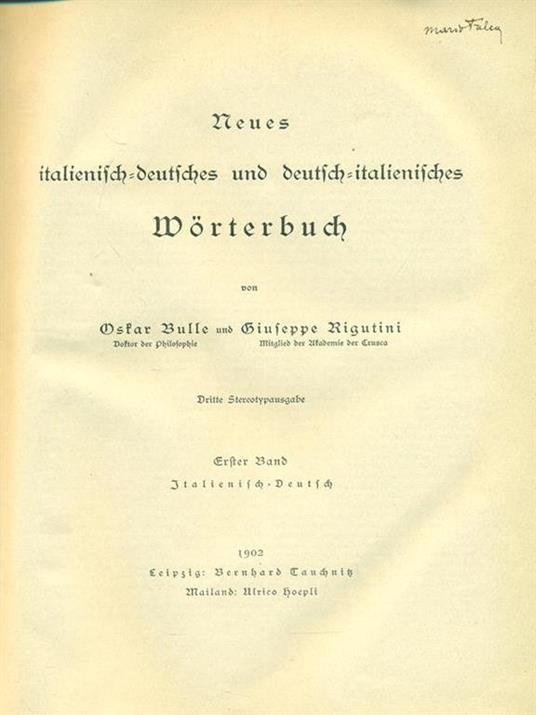 Neues
italienisch-deutsches und deutsch-italienisches
Wörterbuch
von
Oskar Bulle und Giuseppe Rigutini
Doktor der Philosophie Mitglied der Akademie der Crusca
Dritte Stereotypausgabe
Erster Band
Italienisch-Deutsch
1902
Leipzig: Bernhard Tauchnitz
Mailand: Ulrico Hoepli